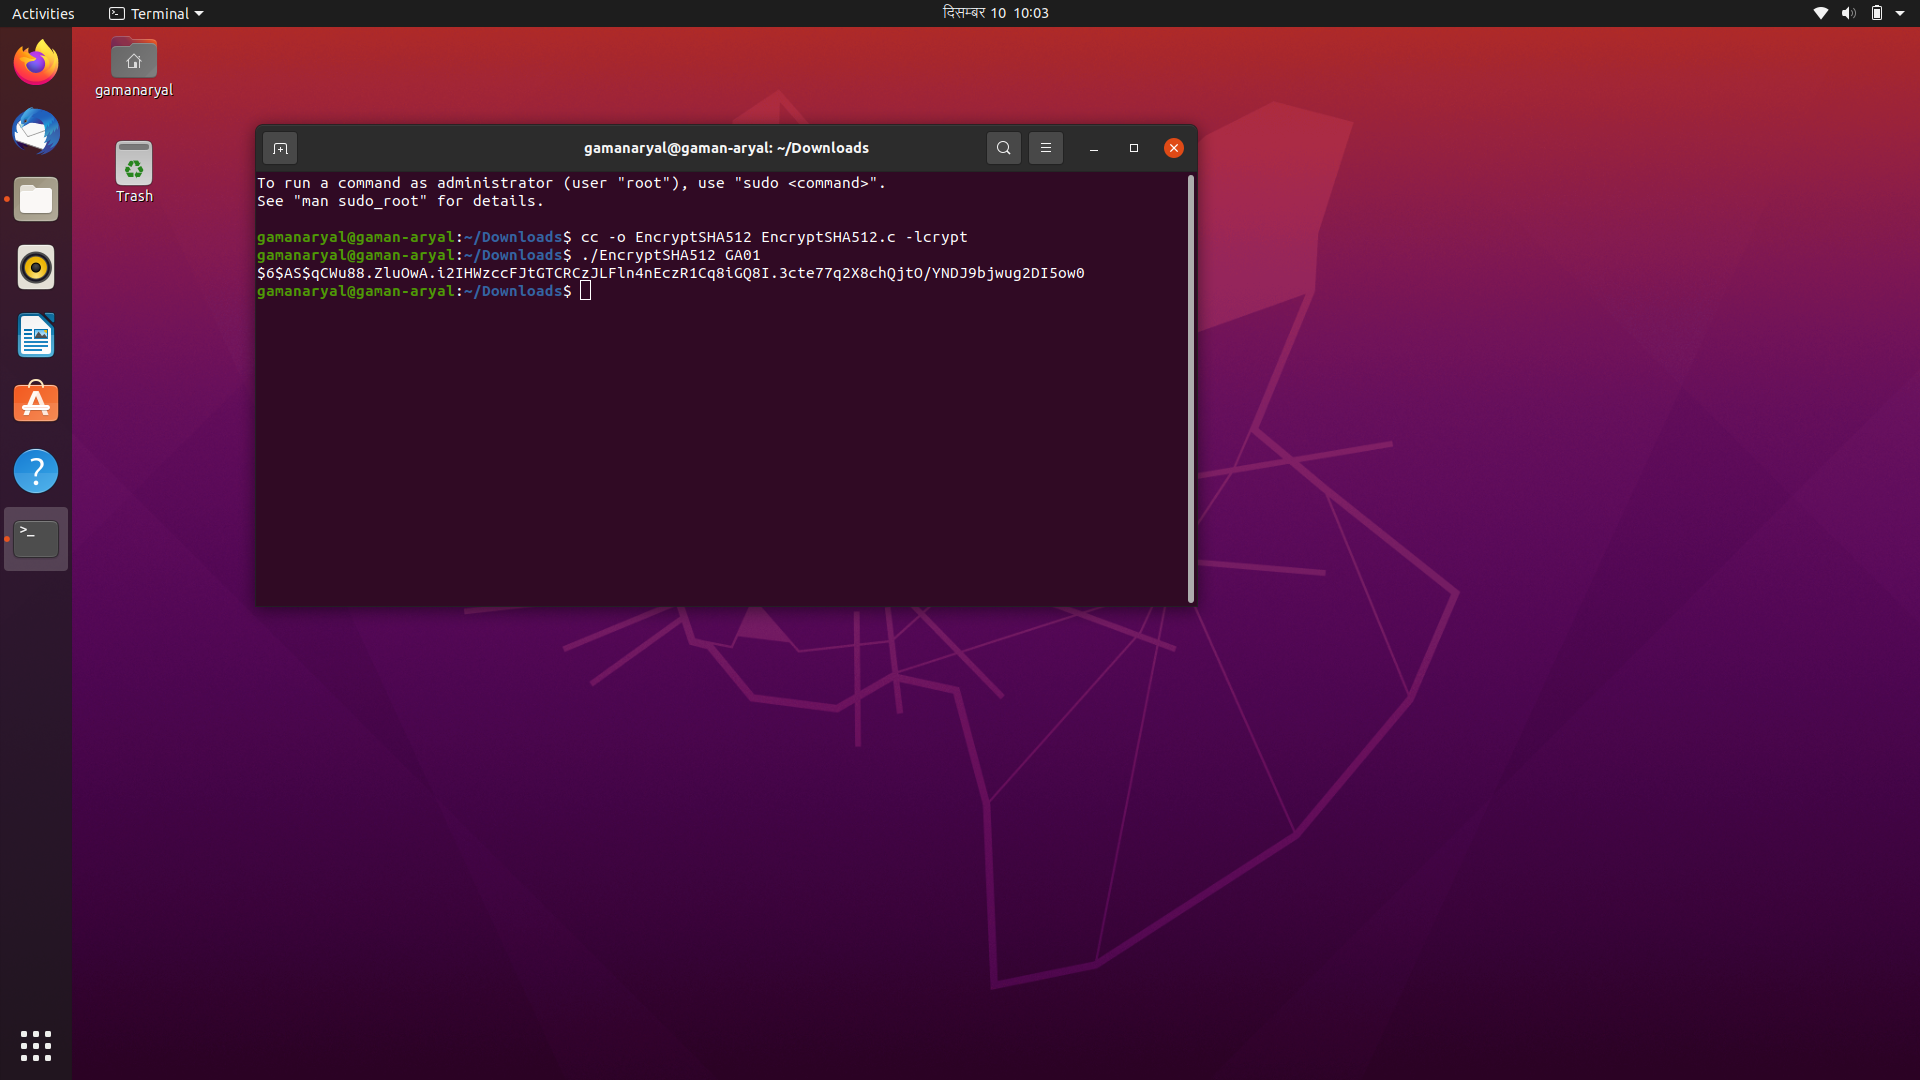 Activities
Terminal
दिसम्बर 10 10:03
gamanaryal
Trash
gamanaryal@gaman-aryal: ~/Downloads
To run a command as administrator (user "root"), use "sudo <command>".
See "man sudo_root" for details.
gamanaryal@gaman-aryal:~/Downloads$ cc -o EncryptSHA512 EncryptSHA512.c -lcrypt
gamanaryal@gaman-aryal:~/Downloads$ ./EncryptSHA512 GA01
$6$AS$qCWu88.ZluOwA.i2IHWzccFJtGTCRCzJLFln4nEczR1Cq8iGQ8I.3cte77q2X8chQjtO/YNDJ9bjwug2DI5ow0
gamanaryal@gaman-aryal:~/Downloads$